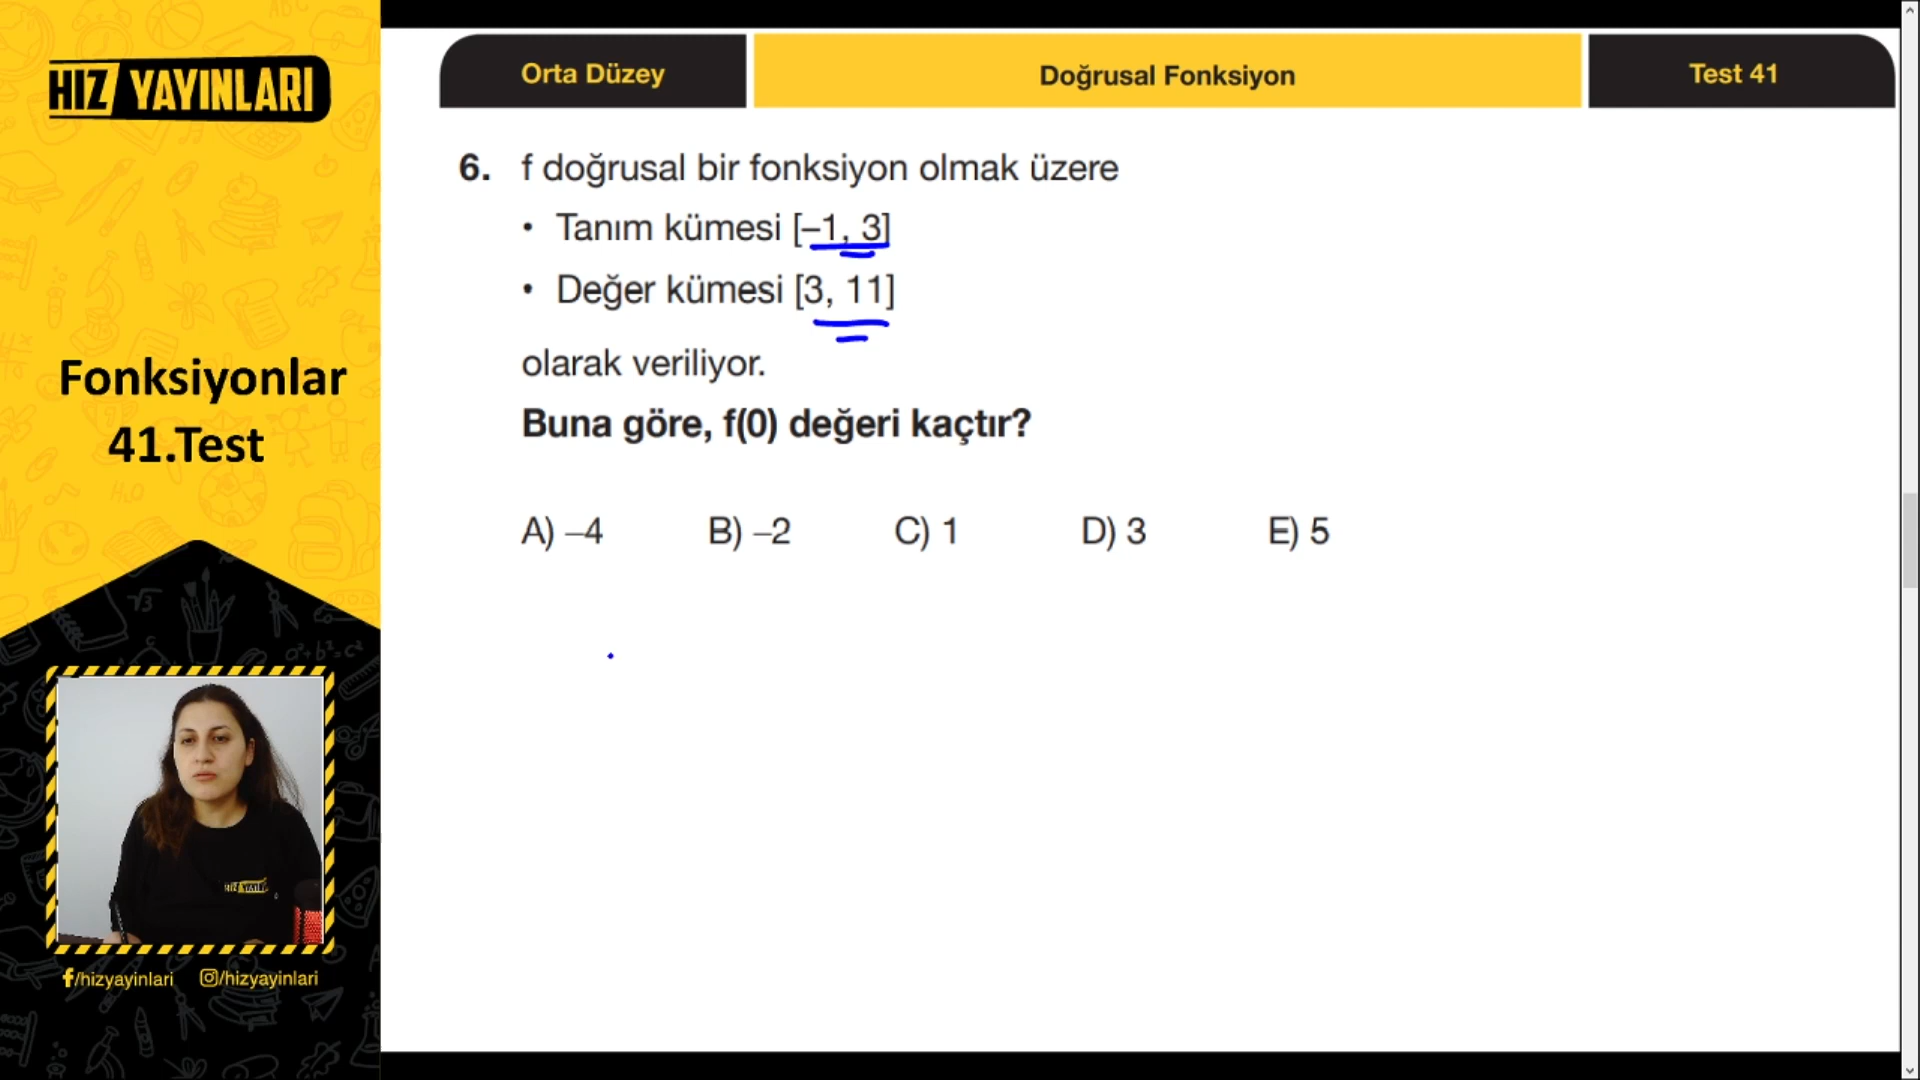 HIZ YAYINLARI
Fonksiyonlar
41.Test
f/hizyayinlari
/hizyayinlari
Orta Düzey
Doğrusal Fonksiyon
Test 41
6. f doğrusal bir fonksiyon olmak üzere
• Tanım kümesi [–1, 3]
• Değer kümesi [3, 11]
olarak veriliyor.
Buna göre, f(0) değeri kaçtır?
A) –4 B) –2 C) 1 D) 3 E) 5